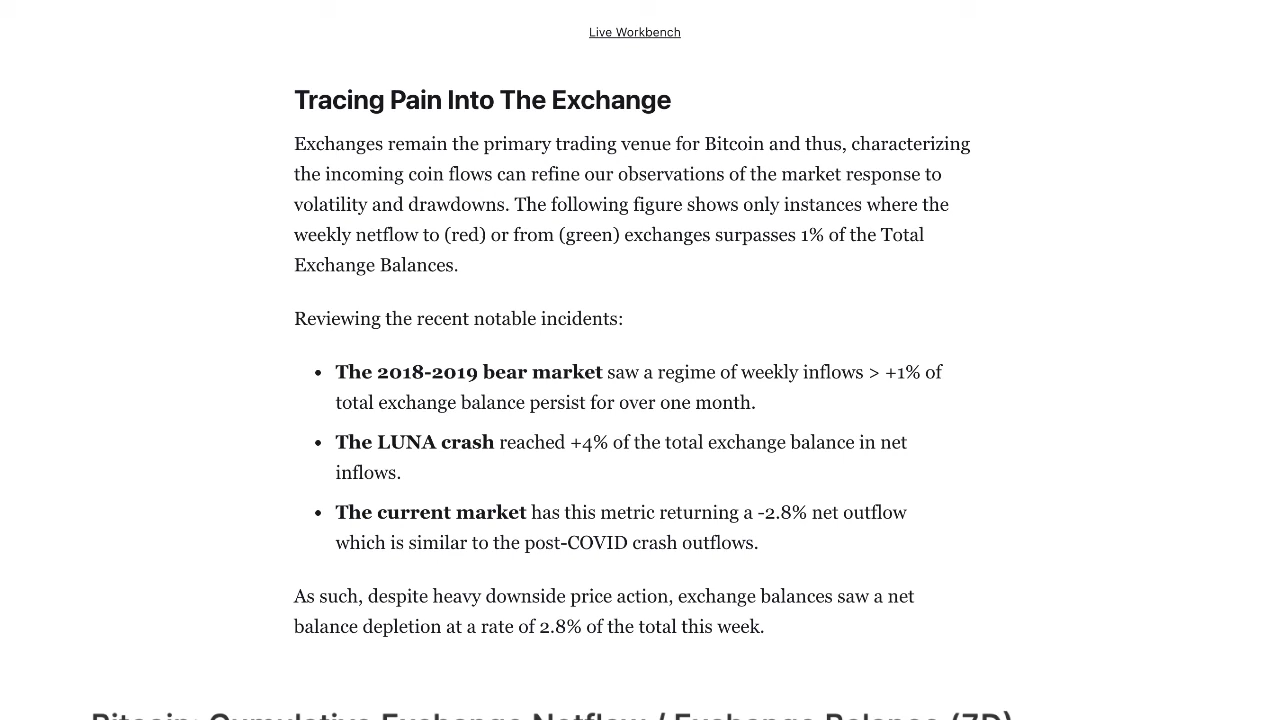 Live Workbench
Tracing Pain Into The Exchange
Exchanges remain the primary trading venue for Bitcoin and thus, characterizing
the incoming coin flows can refine our observations of the market response to
volatility and drawdowns. The following figure shows only instances where the
weekly netflow to (red) or from (green) exchanges surpasses 1% of the Total
Exchange Balances.
Reviewing the recent notable incidents:
• The 2018-2019 bear market saw a regime of weekly inflows > +1% of
total exchange balance persist for over one month.
• The LUNA crash reached +4% of the total exchange balance in net
inflows.
• The current market has this metric returning a -2.8% net outflow
which is similar to the post-COVID crash outflows.
As such, despite heavy downside price action, exchange balances saw a net
balance depletion at a rate of 2.8% of the total this week.
Bitcoin: Cumulative Exchange Netflow / Exchange Balance (7D)